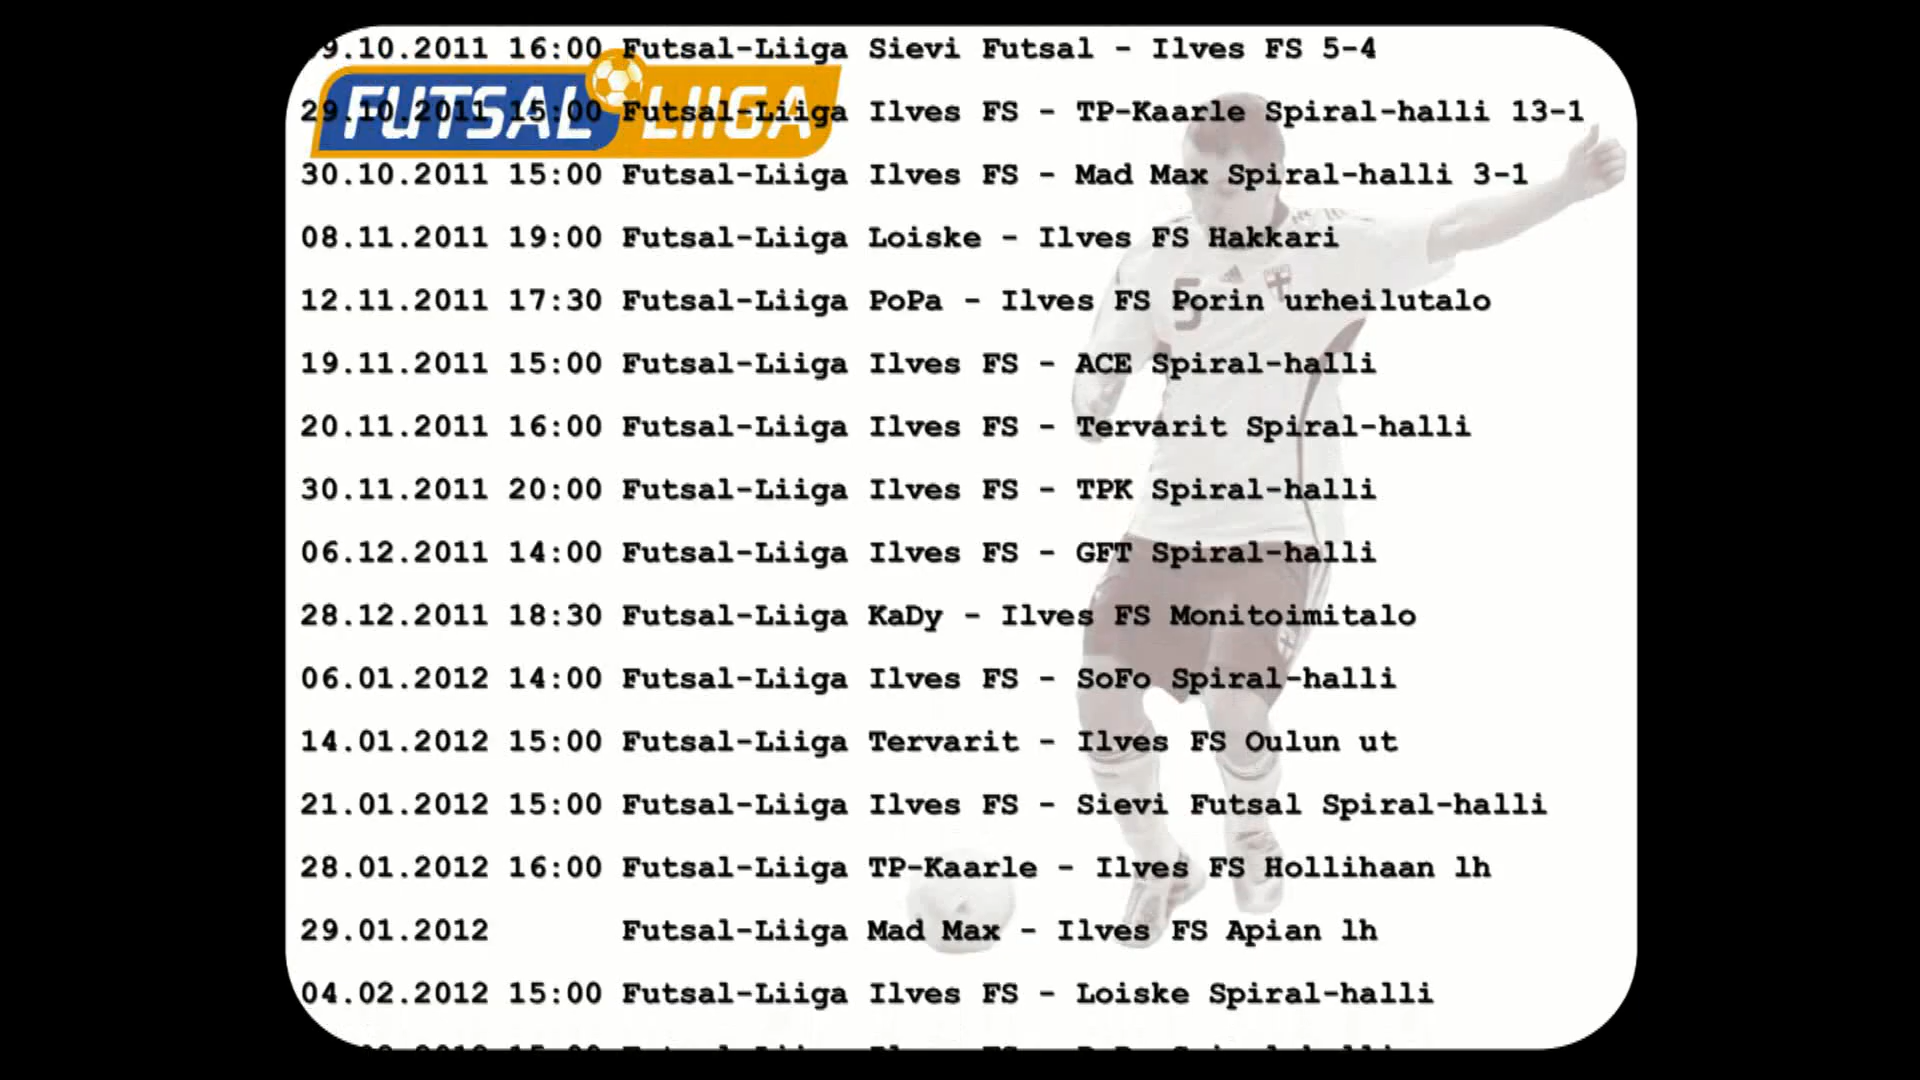 9.10.2011 16:00 Futsal-Liiga Sievi Futsal - Ilves FS 5-4
FUTSAL LIIGA
29.10.2011 15:00 Futsal-Liiga Ilves FS - TP-Kaarle Spiral-halli 13-1
30.10.2011 15:00 Futsal-Liiga Ilves FS - Mad Max Spiral-halli 3-1
08.11.2011 19:00 Futsal-Liiga Loiske - Ilves FS Hakkari
5
12.11.2011 17:30 Futsal-Liiga PoPa - Ilves FS Porin urheilutalo
19.11.2011 15:00 Futsal-Liiga Ilves FS - ACE Spiral-halli
20.11.2011 16:00 Futsal-Liiga Ilves FS - Tervarit Spiral-halli
30.11.2011 20:00 Futsal-Liiga Ilves FS - TPK Spiral-halli
06.12.2011 14:00 Futsal-Liiga Ilves FS - GFT Spiral-halli
28.12.2011 18:30 Futsal-Liiga KaDy - Ilves FS Monitoimitalo
06.01.2012 14:00 Futsal-Liiga Ilves FS - SoFo Spiral-halli
14.01.2012 15:00 Futsal-Liiga Tervarit - Ilves FS Oulun ut
21.01.2012 15:00 Futsal-Liiga Ilves FS - Sievi Futsal Spiral-halli
28.01.2012 16:00 Futsal-Liiga TP-Kaarle - Ilves FS Hollihaan lh
29.01.2012 Futsal-Liiga Mad Max - Ilves FS Apian lh
04.02.2012 15:00 Futsal-Liiga Ilves FS - Loiske Spiral-halli